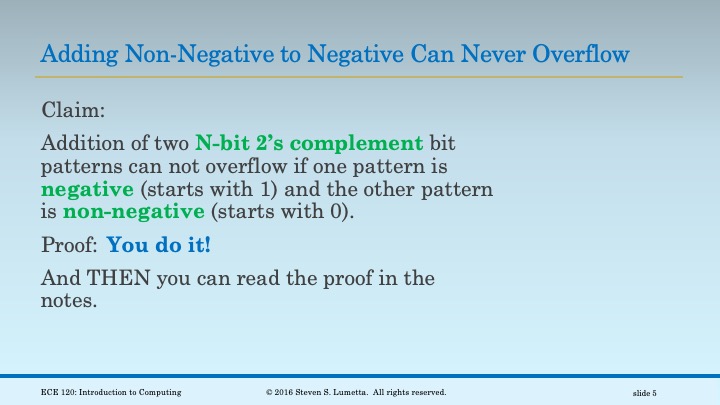 Adding Non-Negative to Negative Can Never Overflow
Claim:
Addition of two N-bit 2’s complement bit
patterns can not overflow if one pattern is
negative (starts with 1) and the other pattern
is non-negative (starts with 0).
Proof: You do it!
And THEN you can read the proof in the
notes.
ECE 120: Introduction to Computing
© 2016 Steven S. Lumetta. All rights reserved.
slide 5